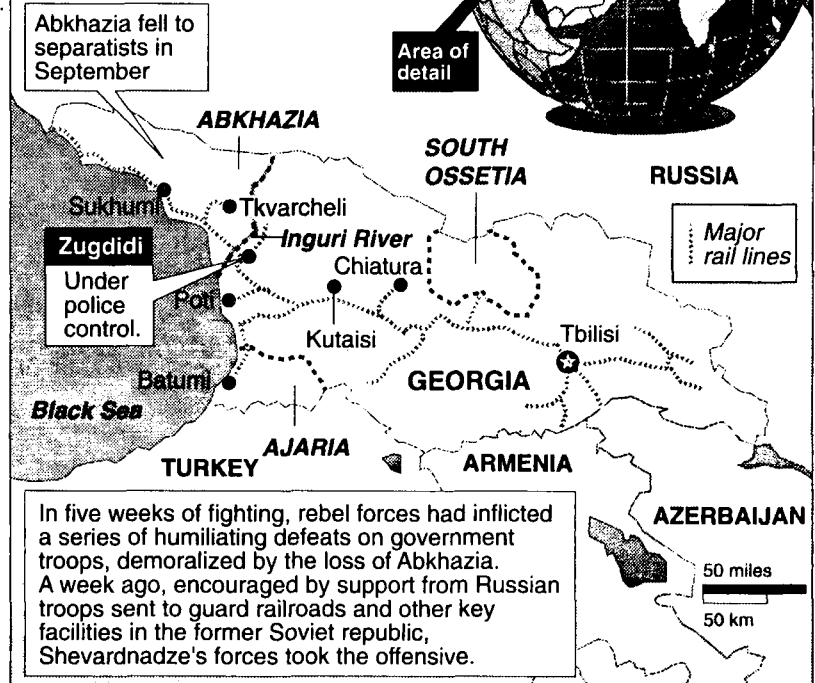 Abkhazia fell to
separatists in
September
Area of
detail
ABKHAZIA
SOUTH
OSSETIA
RUSSIA
Sukhumi
Tkvarcheli
Major
rail lines
Zugdidi
Under
police
control.
Inguri River
Chiatura
Poti
Kutaisi
Tbilisi
Batumi
GEORGIA
Black Sea
AJARIA
TURKEY
ARMENIA
AZERBAIJAN
In five weeks of fighting, rebel forces had inflicted
a series of humiliating defeats on government
troops, demoralized by the loss of Abkhazia.
A week ago, encouraged by support from Russian
troops sent to guard railroads and other key
facilities in the former Soviet republic,
Shevardnadze's forces took the offensive.
50 miles
50 km